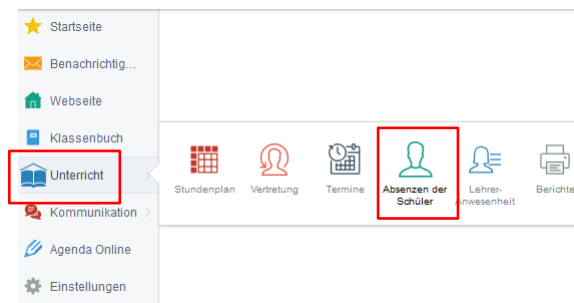 Startseite
Benachrichtig...
Webseite
Klassenbuch
Unterricht
Kommunikation
Agenda Online
Einstellungen
Stundenplan
Vertretung
Termine
Absenzen der
Schüler
Lehrer-
Anwesenheit
Berichte